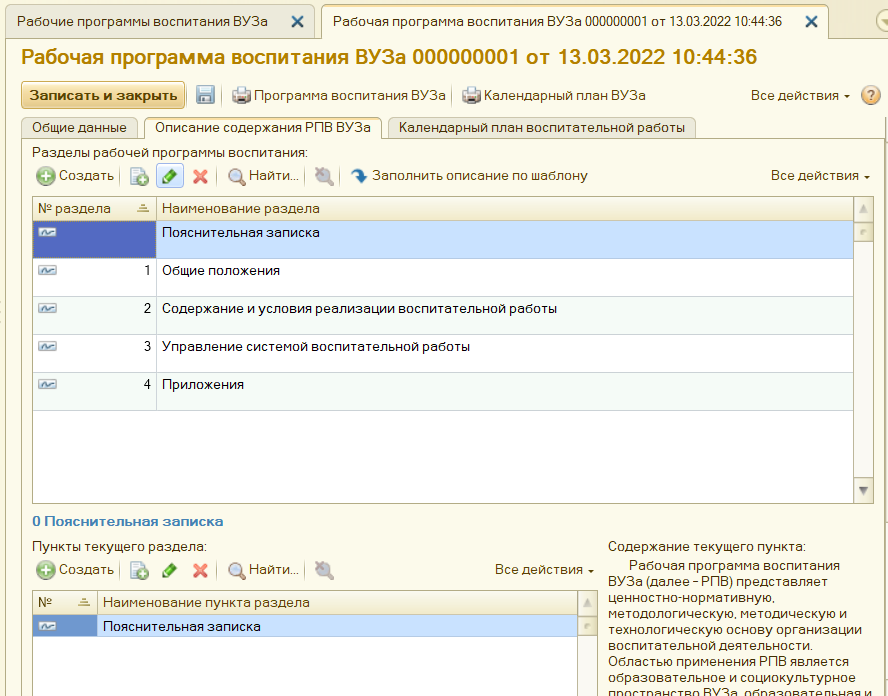 Рабочие программы воспитания ВУЗа
Рабочая программа воспитания ВУЗа 000000001 от 13.03.2022 10:44:36
Рабочая программа воспитания ВУЗа 000000001 от 13.03.2022 10:44:36
Записать и закрыть Программа воспитания ВУЗа Календарный план ВУЗа Все действия ?
Общие данные Описание содержания РПВ ВУЗа Календарный план воспитательной работы
Разделы рабочей программы воспитания:
Создать Найти... Заполнить описание по шаблону Все действия
№ раздела Наименование раздела
Пояснительная записка
1 Общие положения
2 Содержание и условия реализации воспитательной работы
3 Управление системой воспитательной работы
4 Приложения
0 Пояснительная записка
Пункты текущего раздела:
Создать Найти... Все действия
№ Наименование пункта раздела
Пояснительная записка
Содержание текущего пункта:
Рабочая программа воспитания
ВУЗа (далее – РПВ) представляет
ценностно-нормативную,
методологическую, методическую и
технологическую основу организации
воспитательной деятельности.
Областью применения РПВ является
образовательное и социокультурное
пространство ВУЗа, образовательная и